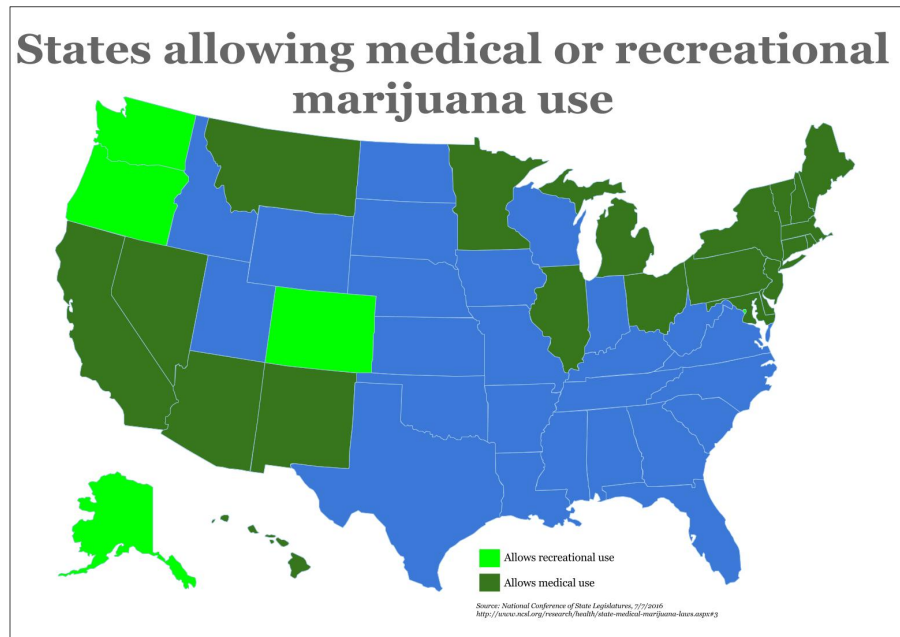 States allowing medical or recreational
marijuana use
Allows recreational use
Allows medical use
Source: National Conference of State Legislatures, 7/7/2016
http://www.ncsl.org/research/health/state-medical-marijuana-laws.aspx#3